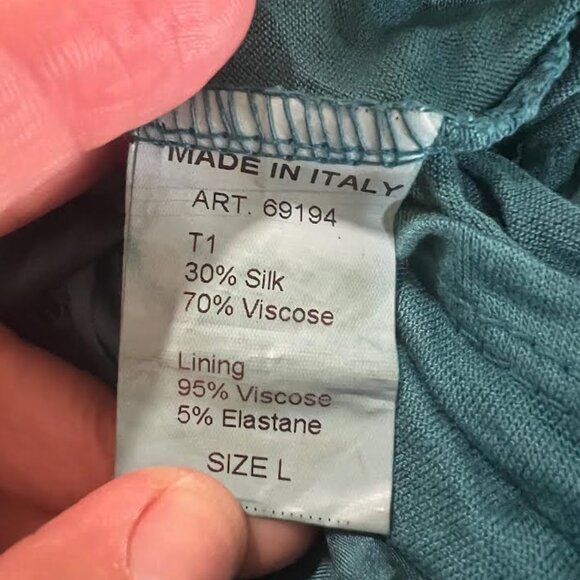 MADE IN ITALY
ART. 69194
T1
30% Silk
70% Viscose
Lining
95% Viscose
5% Elastane
SIZE L